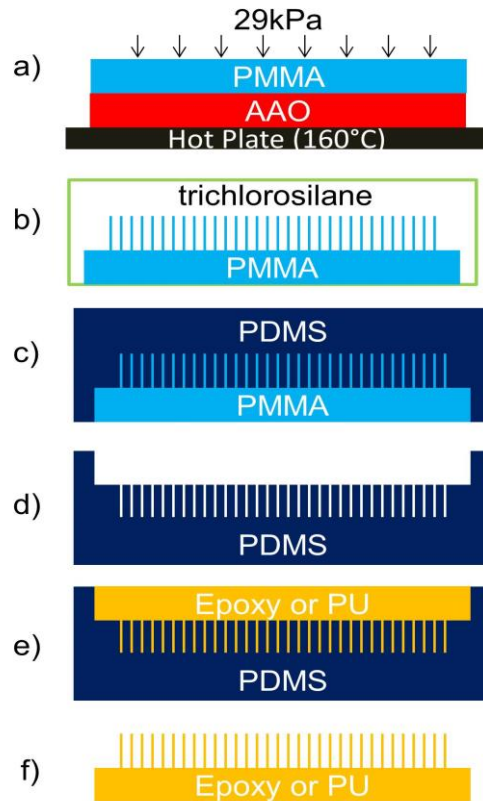 29kPa
a)
PMMA
AAO
Hot Plate (160°C)
b)
trichlorosilane
PMMA
c)
PDMS
PMMA
d)
PDMS
e)
Epoxy or PU
PDMS
f)
Epoxy or PU